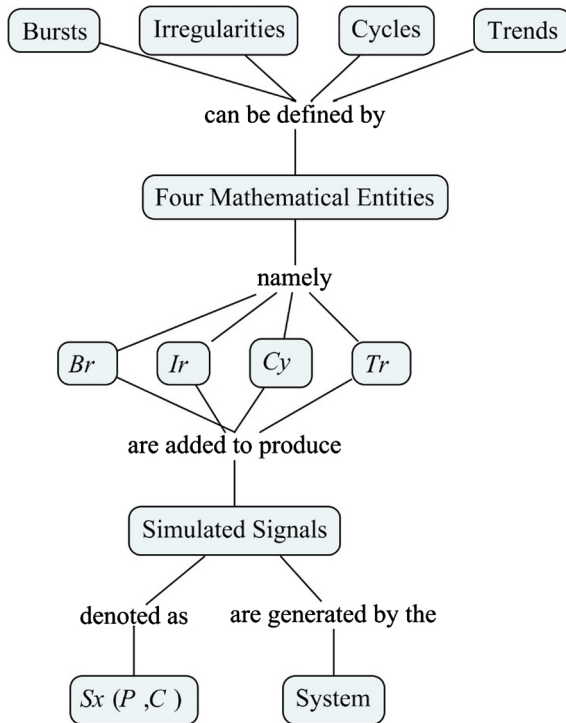 Bursts Irregularities Cycles Trends
can be defined by
Four Mathematical Entities
namely
Br Ir Cy Tr
are added to produce
Simulated Signals
denoted as are generated by the
Sx (P ,C ) System